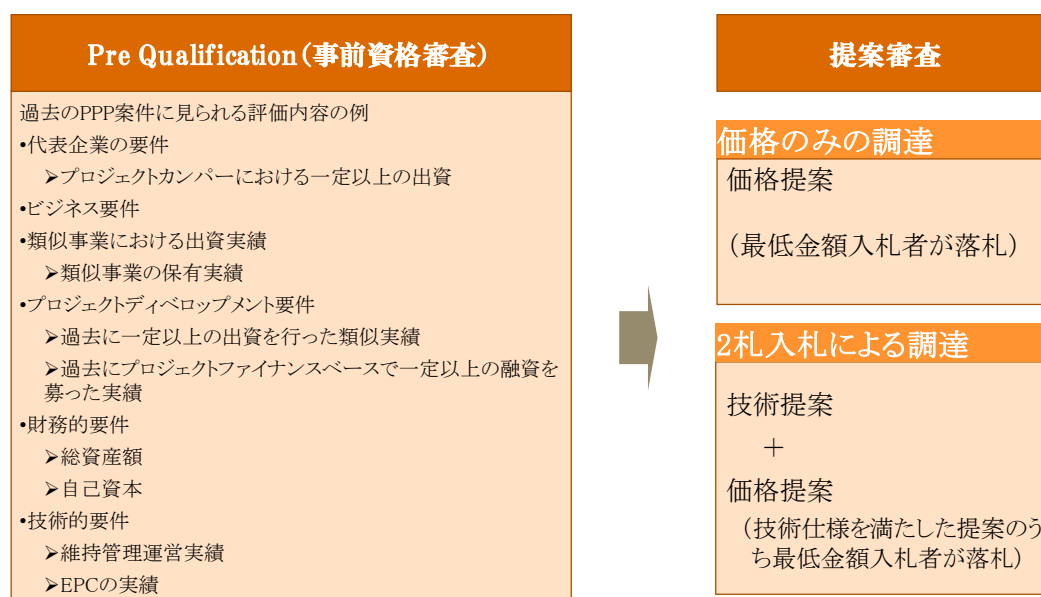 Pre Qualification(事前資格審査)
過去のPPP案件に見られる評価内容の例
•代表企業の要件
➢プロジェクトカンパーにおける一定以上の出資
•ビジネス要件
•類似事業における出資実績
➢類似事業の保有実績
•プロジェクトディベロップメント要件
➢過去に一定以上の出資を行った類似実績
➢過去にプロジェクトファイナンスベースで一定以上の融資を
募った実績
•財務的要件
➢総資産額
➢自己資本
•技術的要件
➢維持管理運営実績
➢EPCの実績
提案審査
価格のみの調達
価格提案
(最低金額入札者が落札)
2札入札による調達
技術提案
＋
価格提案
(技術仕様を満たした提案のう
ち最低金額入札者が落札)